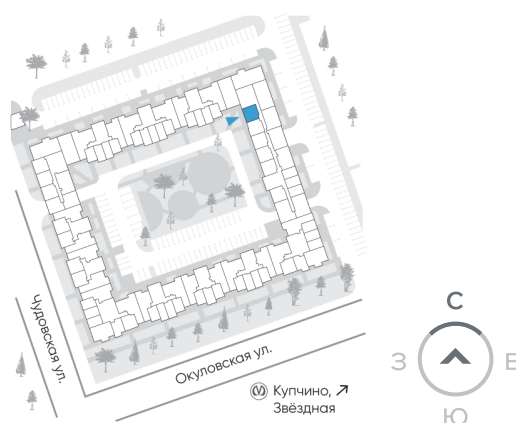 Чудовская ул.
Окуловская ул.
Купчино,
Звёздная
С
З
В
Ю